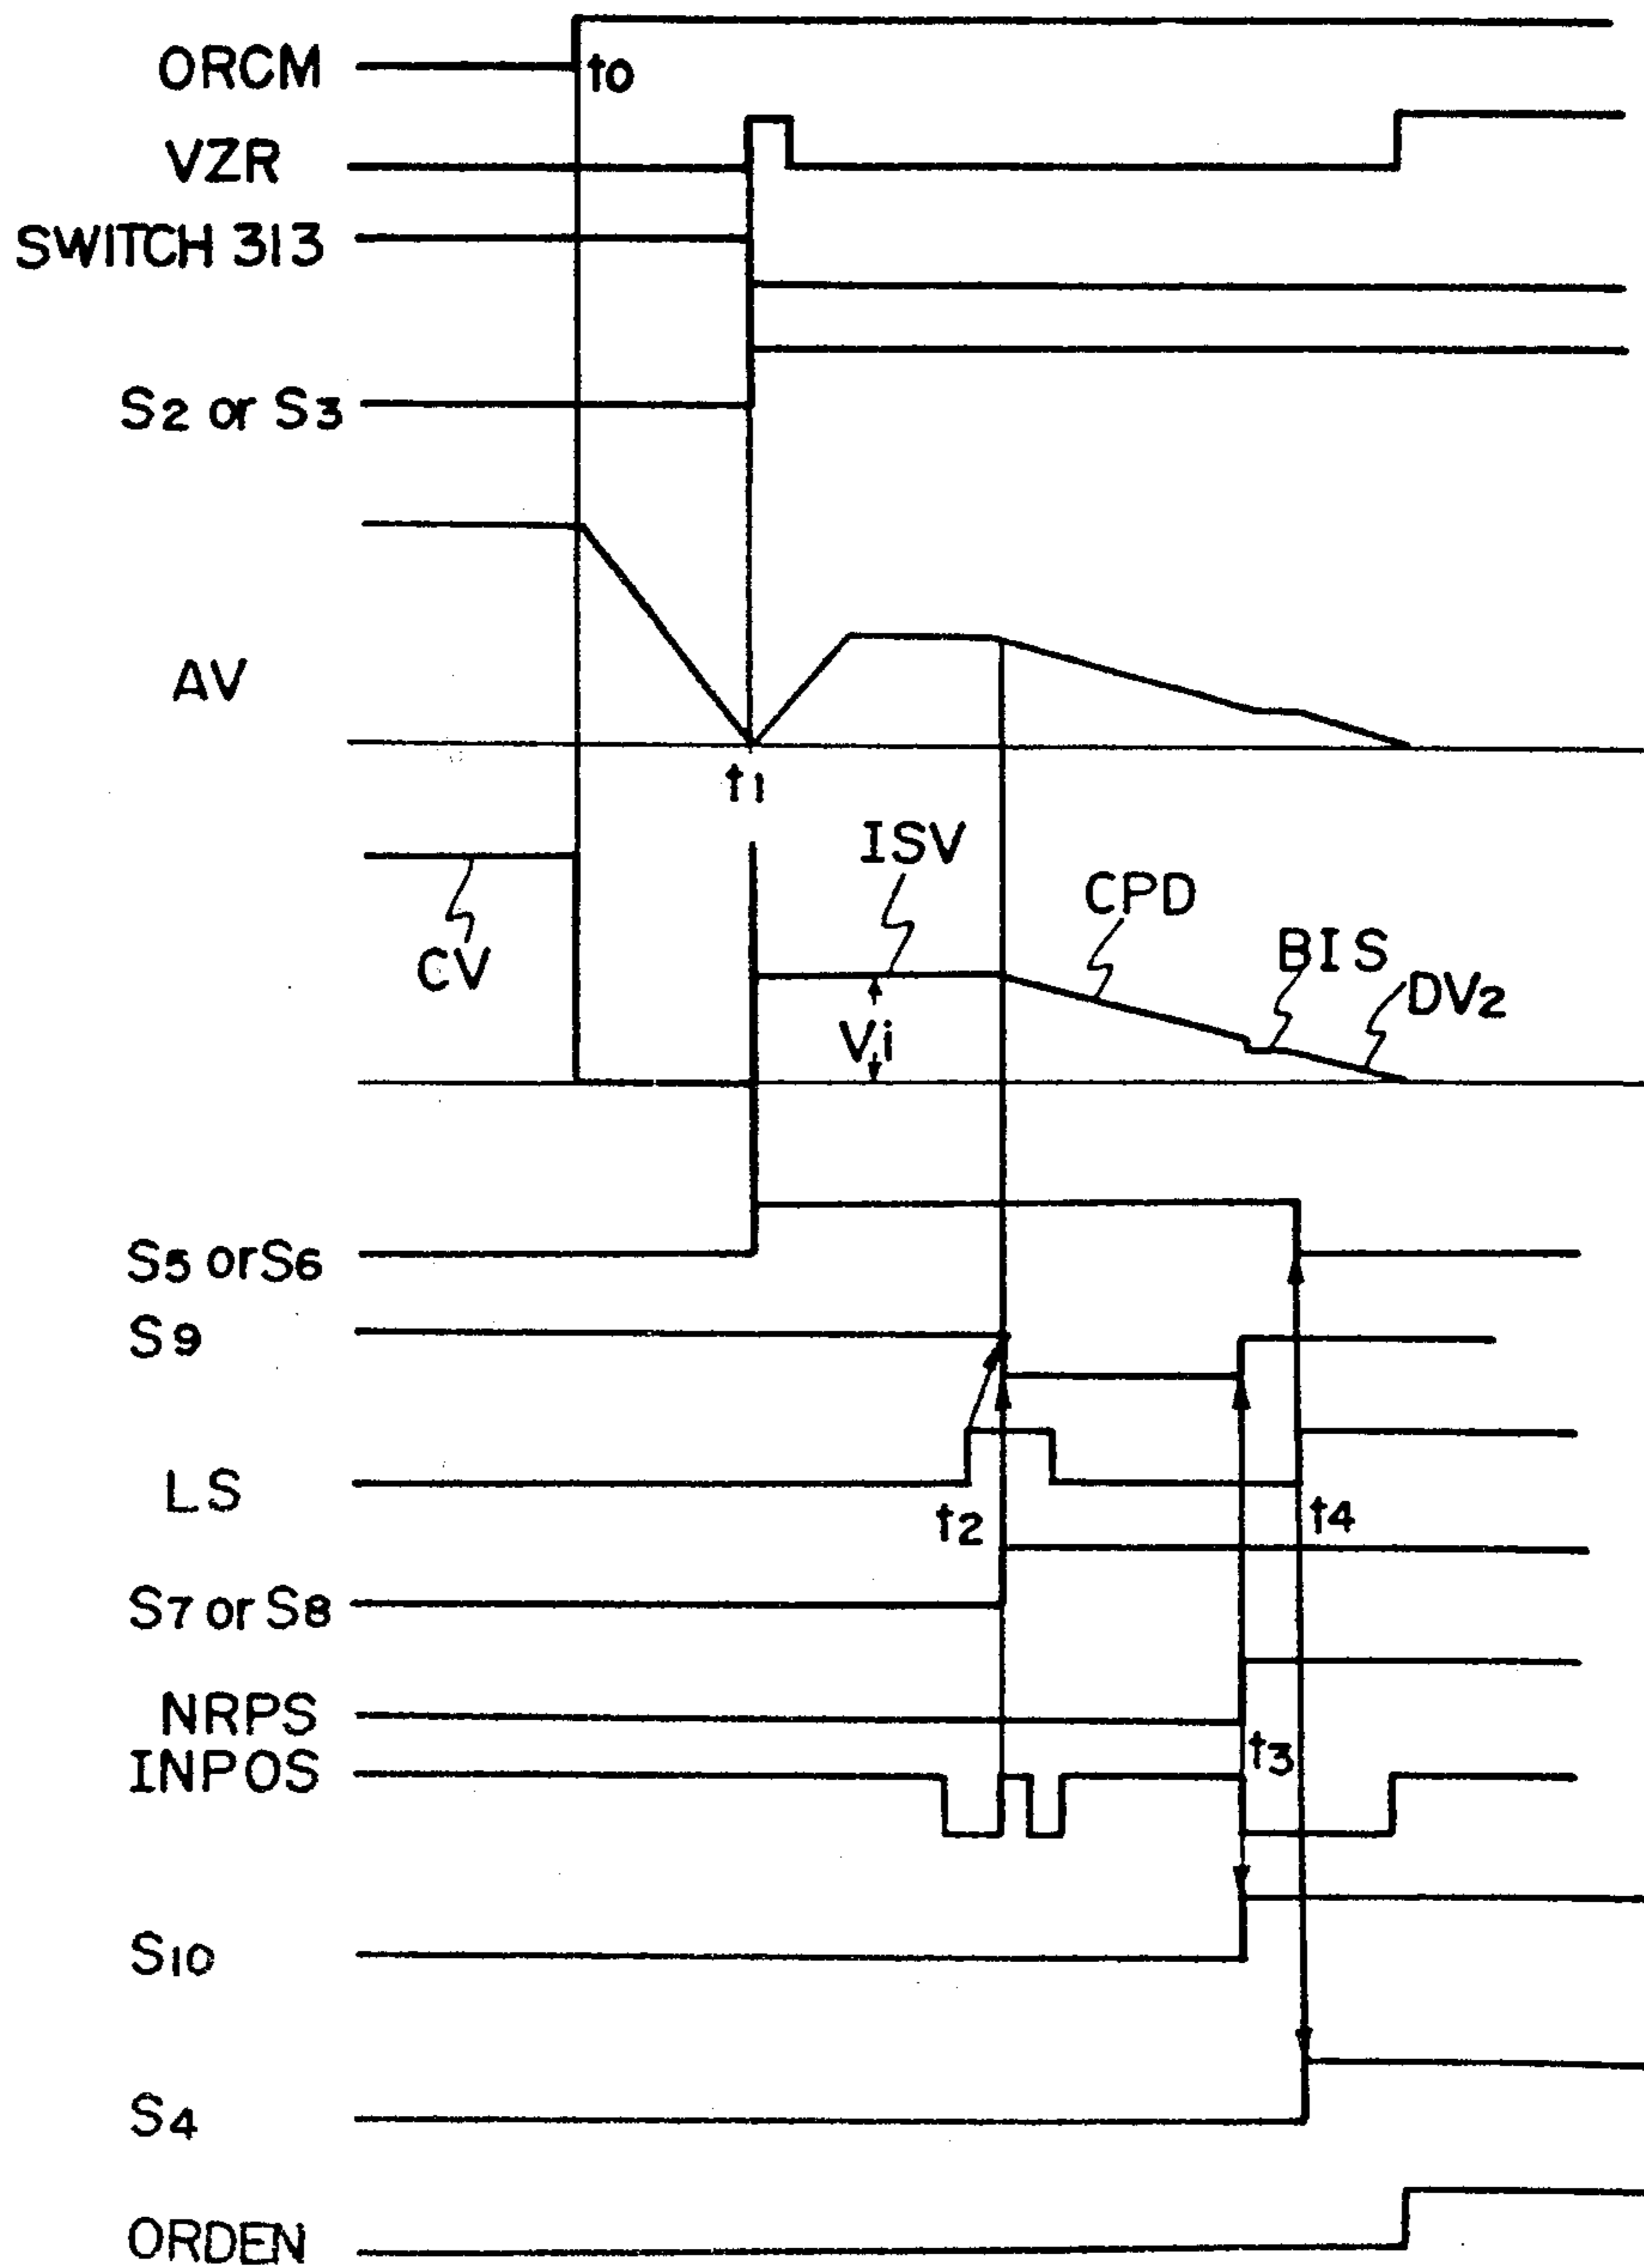 ORCM
t0
VZR
SWITCH 313
S2 or S3
AV
t1
ISV
CPD
BIS
DV2
CV
Vi
S5 or S6
S9
LS
t2
t4
S7 or S8
NRPS
t3
INPOS
S10
S4
ORDEN